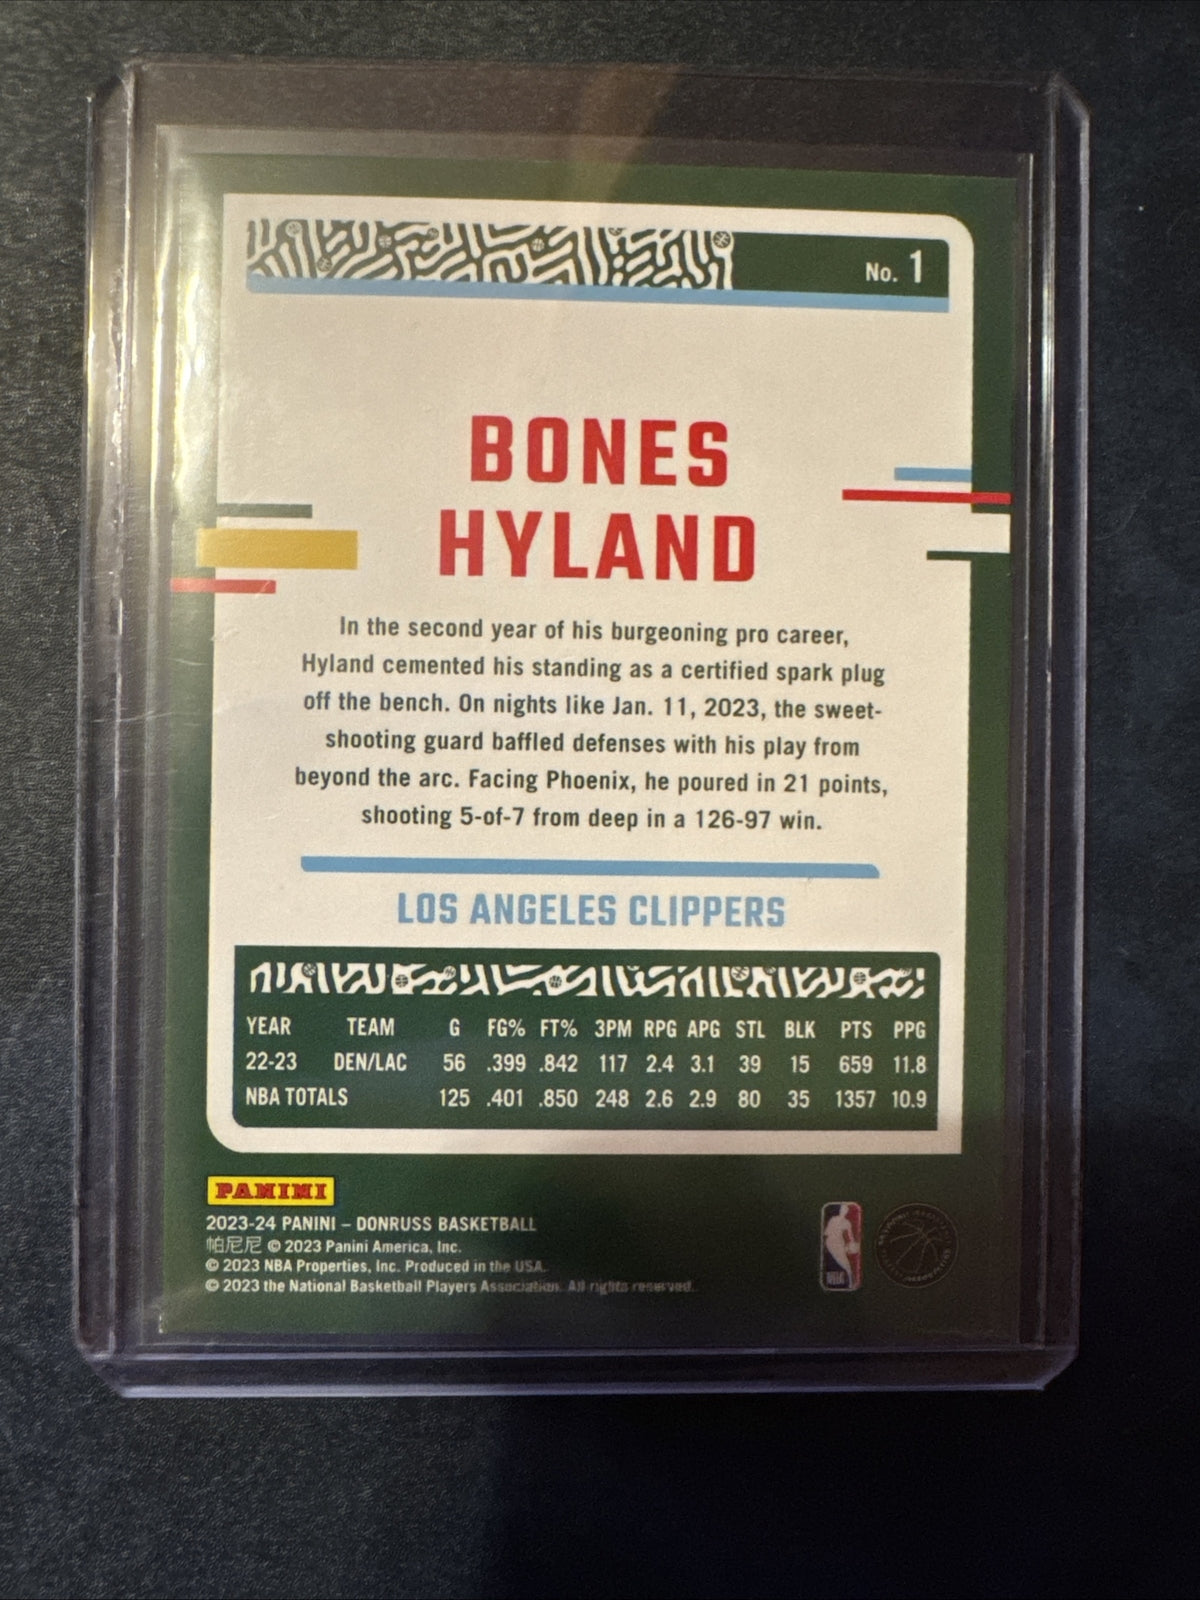 No. 1
BONES
HYLAND
In the second year of his burgeoning pro career,
Hyland cemented his standing as a certified spark plug
off the bench. On nights like Jan. 11, 2023, the sweet-
shooting guard baffled defenses with his play from
beyond the arc. Facing Phoenix, he poured in 21 points,
shooting 5-of-7 from deep in a 126-97 win.
LOS ANGELES CLIPPERS
YEAR TEAM G FG% FT% 3PM RPG APG STL BLK PTS PPG
22-23 DEN/LAC 56 .399 .842 117 2.4 3.1 39 15 659 11.8
NBA TOTALS 125 .401 .850 248 2.6 2.9 80 35 1357 10.9
PANINI
2023-24 PANINI – DONRUSS BASKETBALL
帕尼尼 © 2023 Panini America, Inc.
© 2023 NBA Properties, Inc. Produced in the USA.
© 2023 the National Basketball Players Association. All rights reserved.
NBA